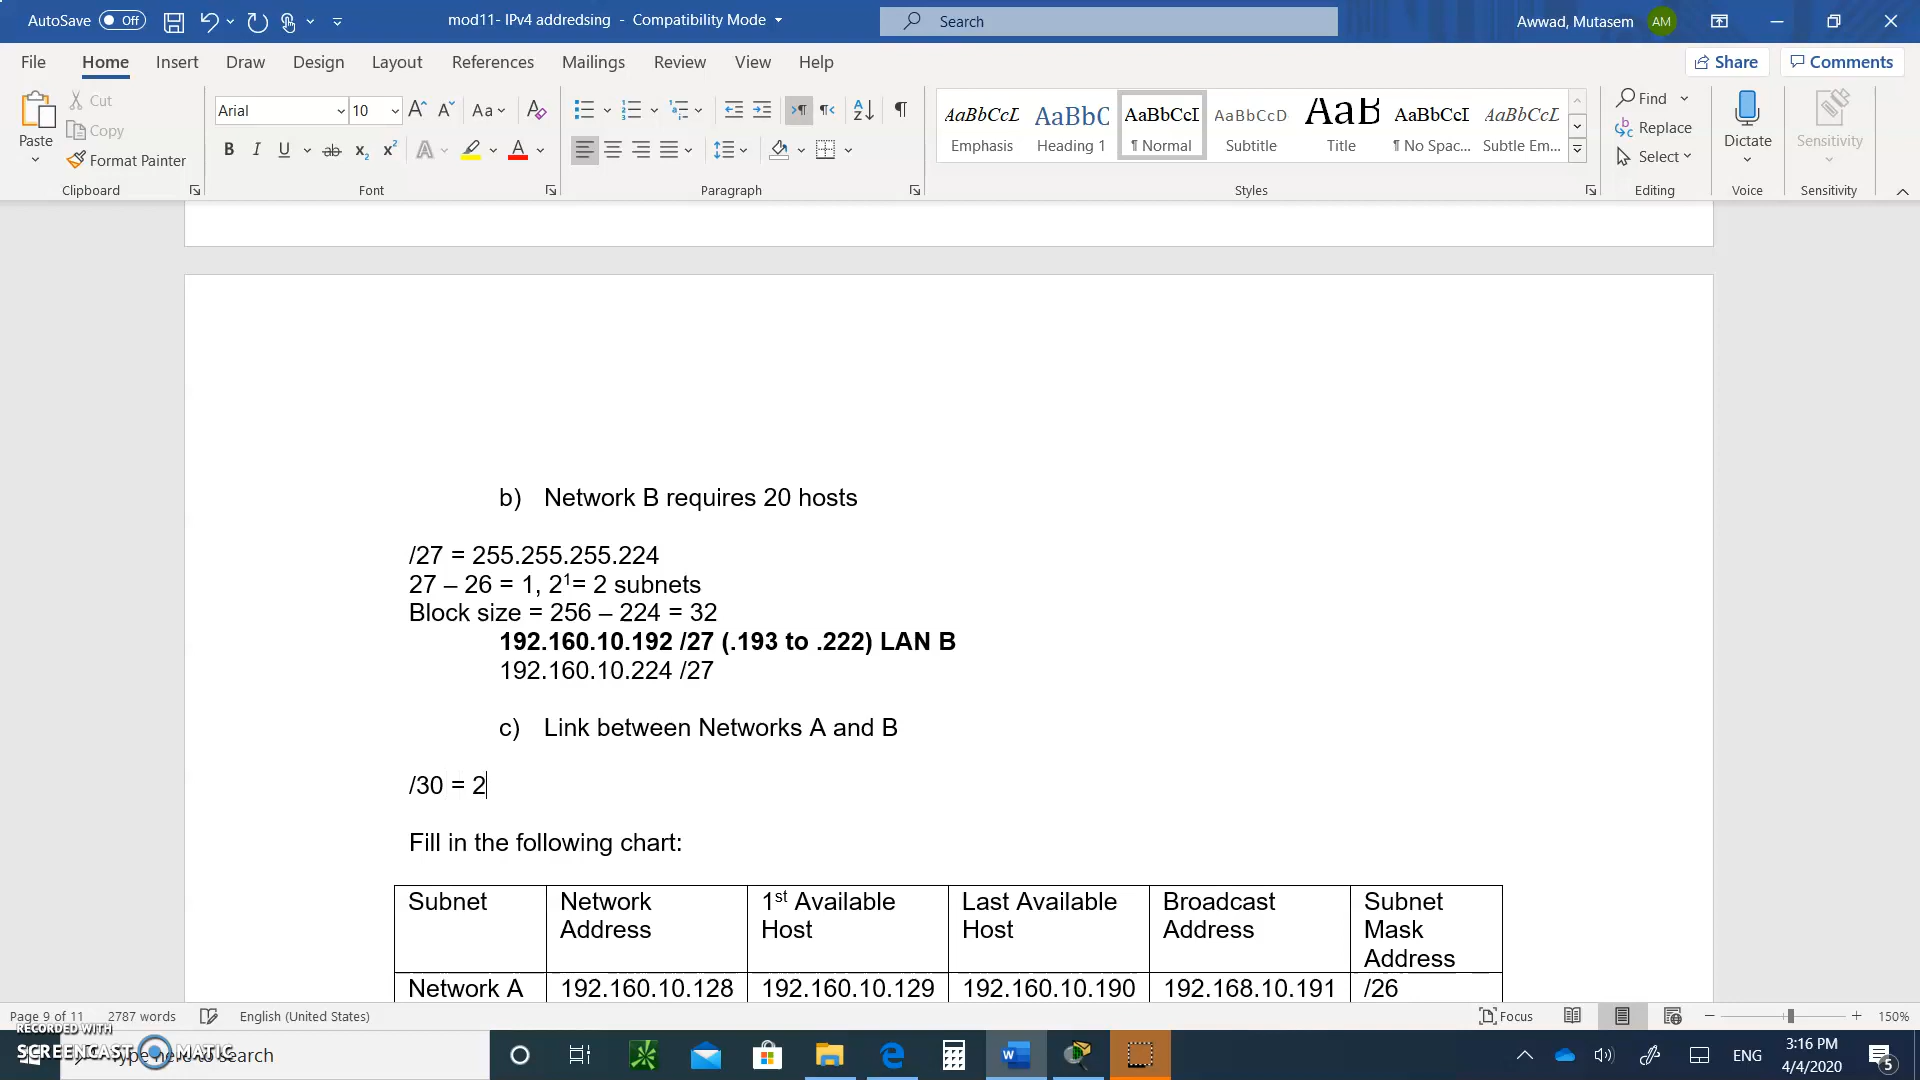 AutoSave Off mod11- IPv4 addredsing - Compatibility Mode Search Awwad, Mutasem AM
File Home Insert Draw Design Layout References Mailings Review View Help Share Comments
Paste Cut Copy Format Painter
Arial 10
AaBbCcL AaBbC AaBbCcI AaBbCcD AaB AaBbCcI AaBbCcL
Emphasis Heading 1 ¶ Normal Subtitle Title ¶ No Spac... Subtle Em...
Find Replace Select Dictate Sensitivity
Clipboard Font Paragraph Styles Editing Voice Sensitivity
b) Network B requires 20 hosts
/27 = 255.255.255.224
27 – 26 = 1, 2¹= 2 subnets
Block size = 256 – 224 = 32
192.160.10.192 /27 (.193 to .222) LAN B
192.160.10.224 /27
c) Link between Networks A and B
/30 = 2
Fill in the following chart:
Subnet Network Address 1st Available Host Last Available Host Broadcast Address Subnet Mask Address
Network A 192.160.10.128 192.160.10.129 192.160.10.190 192.168.10.191 /26
Page 9 of 11 2787 words English (United States) Focus 150%
RECORDED WITH
SCREENCAST MATIC
Type here to search
ENG 3:16 PM
4/4/2020 5